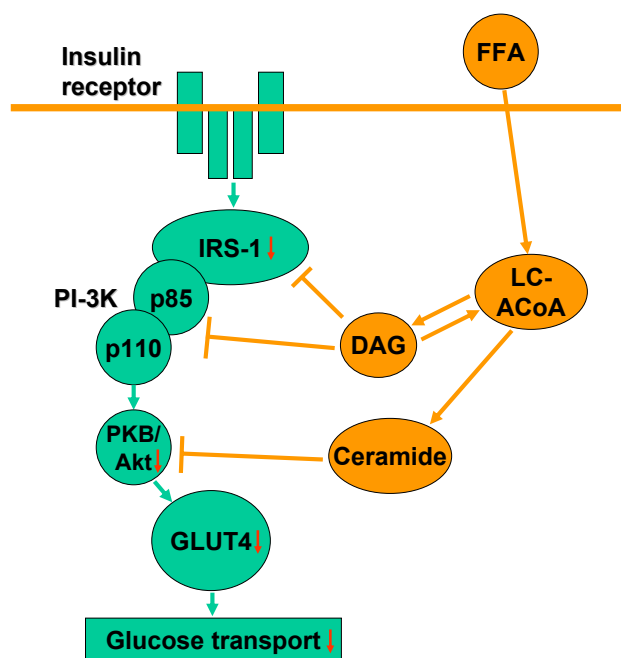 Insulin
receptor
FFA
IRS-1
LC-
ACoA
PI-3K
p85
DAG
p110
PKB/
Akt
Ceramide
GLUT4
Glucose transport